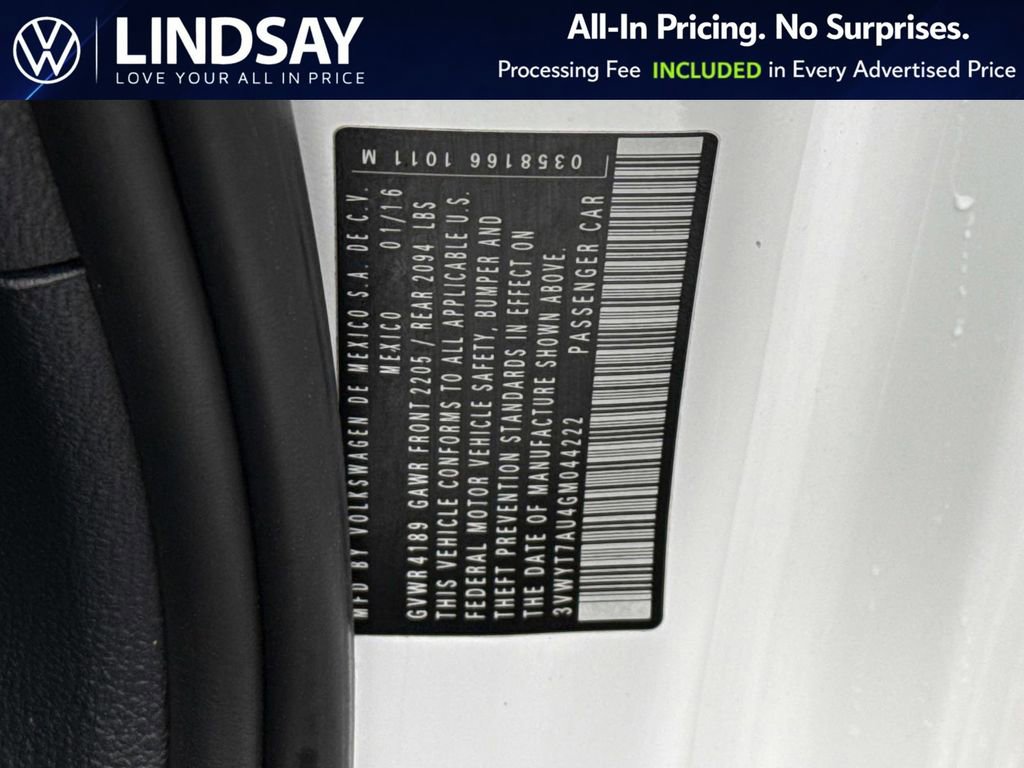 LINDSAY
LOVE YOUR ALL IN PRICE
All-In Pricing. No Surprises.
Processing Fee INCLUDED in Every Advertised Price
0358166 1011 M
MFD BY VOLKSWAGEN DE MEXICO S.A. DE C.V.
MEXICO 01/16
GVWR4189 GAWR FRONT 2205 / REAR 2094 LBS
THIS VEHICLE CONFORMS TO ALL APPLICABLE U.S.
FEDERAL MOTOR VEHICLE SAFETY, BUMPER AND
THEFT PREVENTION STANDARDS IN EFFECT ON
THE DATE OF MANUFACTURE SHOWN ABOVE.
3VWYT7AU4GM044222 PASSENGER CAR